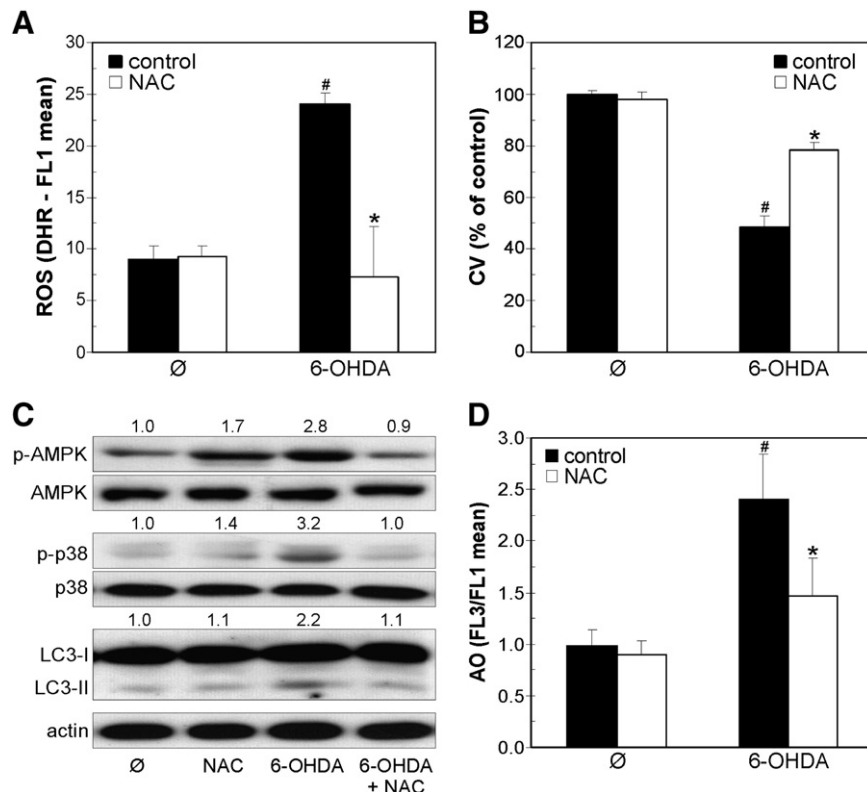 A
30
25
20
15
10
5
0
ROS (DHR - FL1 mean)
control
NAC
#
*
Ø
6-OHDA
B
120
100
80
60
40
20
0
CV (% of control)
control
NAC
#
*
Ø
6-OHDA
C
1.0 1.7 2.8 0.9
p-AMPK
AMPK
1.0 1.4 3.2 1.0
p-p38
p38
1.0 1.1 2.2 1.1
LC3-I
LC3-II
actin
Ø NAC 6-OHDA 6-OHDA
+ NAC
D
3.0
2.5
2.0
1.5
1.0
0.5
0.0
AO (FL3/FL1 mean)
control
NAC
#
*
Ø
6-OHDA